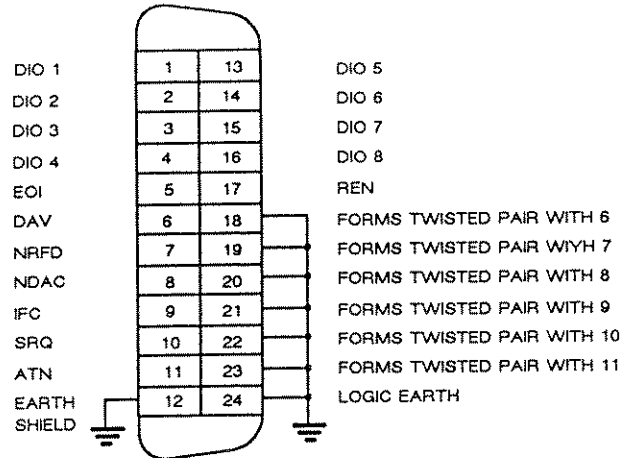 DIO 1 1 13 DIO 5
DIO 2 2 14 DIO 6
DIO 3 3 15 DIO 7
DIO 4 4 16 DIO 8
EOI 5 17 REN
DAV 6 18 FORMS TWISTED PAIR WITH 6
NRFD 7 19 FORMS TWISTED PAIR WIYH 7
NDAC 8 20 FORMS TWISTED PAIR WITH 8
IFC 9 21 FORMS TWISTED PAIR WITH 9
SRQ 10 22 FORMS TWISTED PAIR WITH 10
ATN 11 23 FORMS TWISTED PAIR WITH 11
EARTH 12 24 LOGIC EARTH
SHIELD